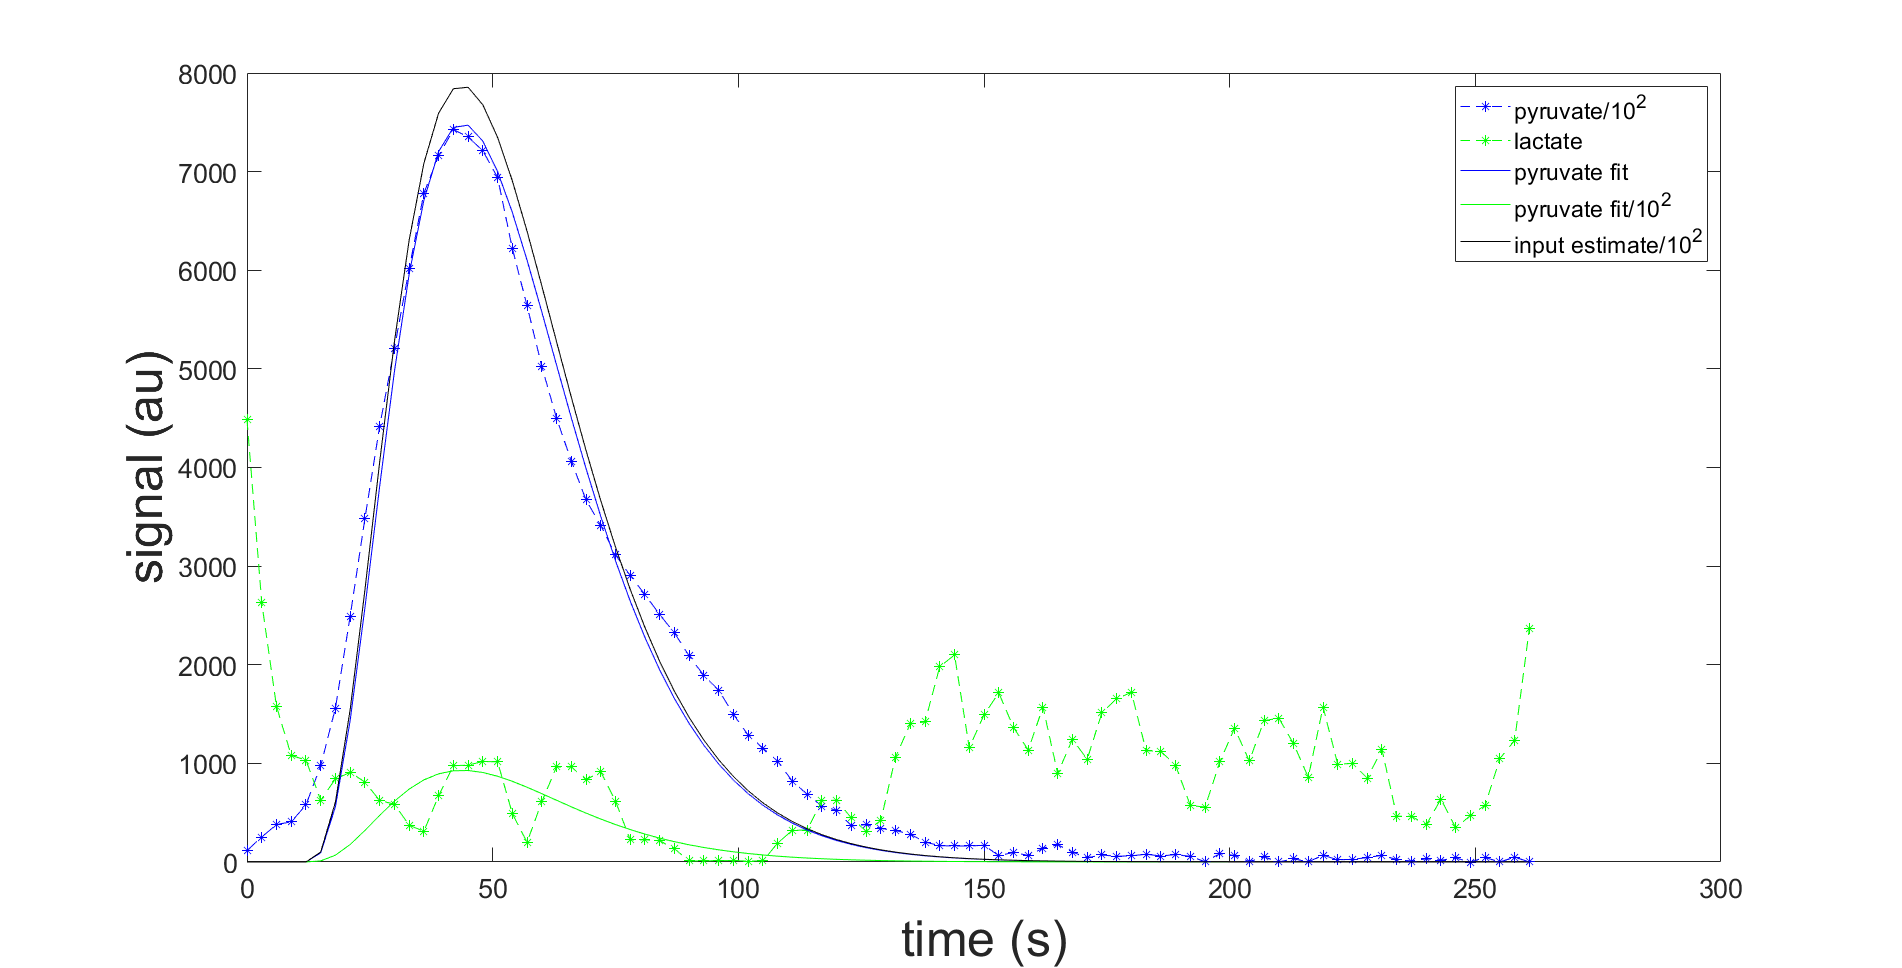 8000
7000
6000
5000
4000
3000
2000
1000
0
signal (au)
0 50 100 150 200 250 300
time (s)
pyruvate/10^2
lactate
pyruvate fit
pyruvate fit/10^2
input estimate/10^2